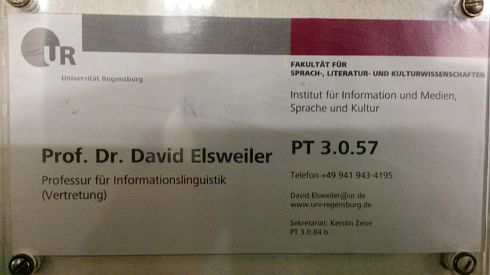 UR
Universität Regensburg
FAKULTÄT FÜR
SPRACH-, LITERATUR- UND KULTURWISSENSCHAFTEN
Institut für Information und Medien,
Sprache und Kultur
Prof. Dr. David Elsweiler
Professur für Informationslinguistik
(Vertretung)
PT 3.0.57
Telefon +49 941 943-4195
David.Elsweiler@ur.de
www.uni-regensburg.de
Sekretariat: Kerstin Zeise
PT 3.0.84 b